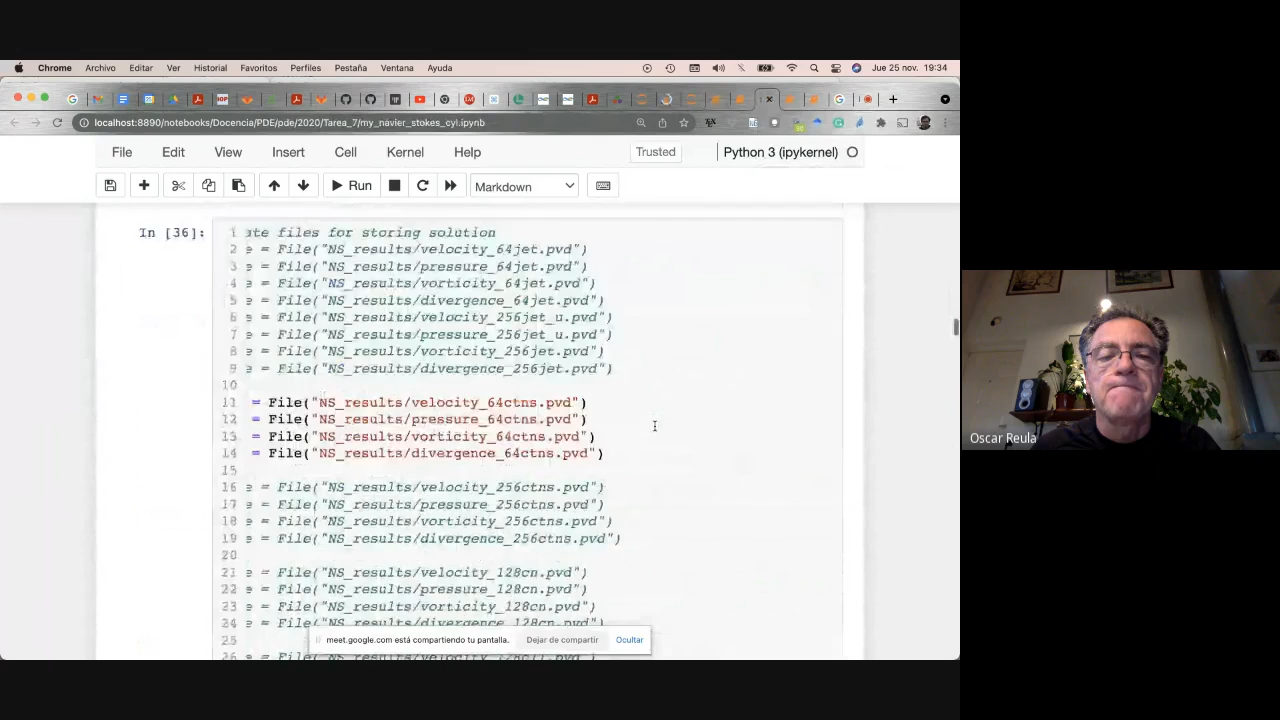 Chrome Archivo Editar Ver Historial Favoritos Perfiles Pestaña Ventana Ayuda Jue 25 nov. 19:34
localhost:8890/notebooks/Docencia/PDE/pde/2020/Tarea_7/my_navier_stokes_cyl.ipynb
File Edit View Insert Cell Kernel Help Trusted Python 3 (ipykernel)
Run Markdown
In [36]:
1 ate files for storing solution
2 e = File("NS_results/velocity_64jet.pvd")
3 e = File("NS_results/pressure_64jet.pvd")
4 e = File("NS_results/vorticity_64jet.pvd")
5 e = File("NS_results/divergence_64jet.pvd")
6 e = File("NS_results/velocity_256jet_u.pvd")
7 e = File("NS_results/pressure_256jet_u.pvd")
8 e = File("NS_results/vorticity_256jet.pvd")
9 e = File("NS_results/divergence_256jet.pvd")
10
11 = File("NS_results/velocity_64ctns.pvd")
12 = File("NS_results/pressure_64ctns.pvd")
13 = File("NS_results/vorticity_64ctns.pvd")
14 = File("NS_results/divergence_64ctns.pvd")
15
16 e = File("NS_results/velocity_256ctns.pvd")
17 e = File("NS_results/pressure_256ctns.pvd")
18 e = File("NS_results/vorticity_256ctns.pvd")
19 e = File("NS_results/divergence_256ctns.pvd")
20
21 e = File("NS_results/velocity_128cn.pvd")
22 e = File("NS_results/pressure_128cn.pvd")
23 e = File("NS_results/vorticity_128cn.pvd")
24 e = File("NS_results/divergence_128cn.pvd")
25
meet.google.com está compartiendo tu pantalla. Dejar de compartir Ocultar
26
Oscar Reula